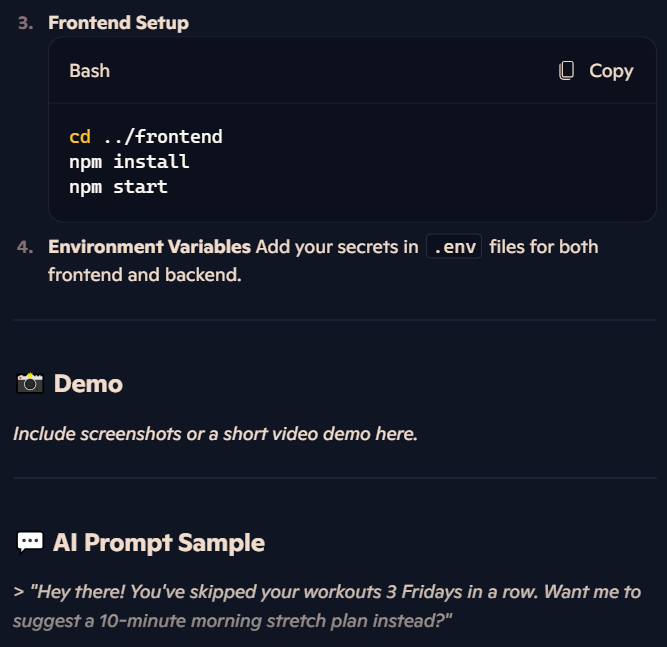 3. Frontend Setup
Bash
Copy
cd ../frontend
npm install
npm start
4. Environment Variables Add your secrets in .env files for both
frontend and backend.
Demo
Include screenshots or a short video demo here.
AI Prompt Sample
> "Hey there! You've skipped your workouts 3 Fridays in a row. Want me to
suggest a 10-minute morning stretch plan instead?"